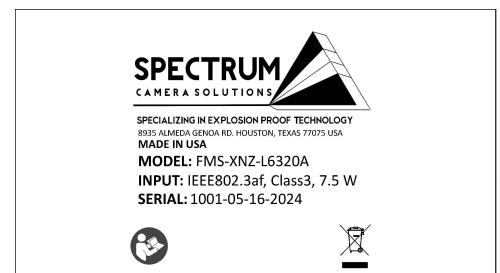 SPECTRUM
CAMERA SOLUTIONS
SPECIALIZING IN EXPLOSION PROOF TECHNOLOGY
8935 ALMEDA GENOA RD. HOUSTON, TEXAS 77075 USA
MADE IN USA
MODEL: FMS-XNZ-L6320A
INPUT: IEEE802.3af, Class3, 7.5 W
SERIAL: 1001-05-16-2024